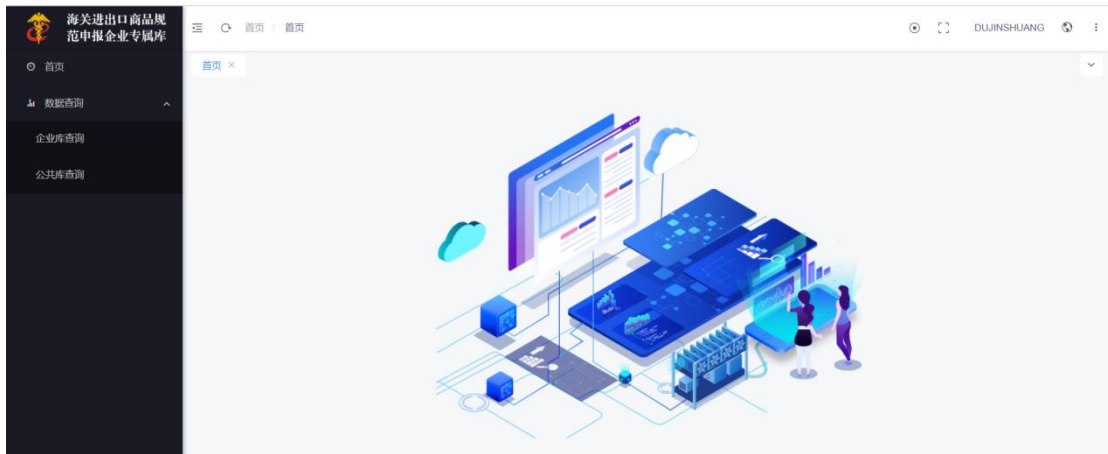 海关进出口商品规
范申报企业专属库
首页 / 首页
DUJINSHUANG
首页
首页 ×
数据查询
企业库查询
公共库查询